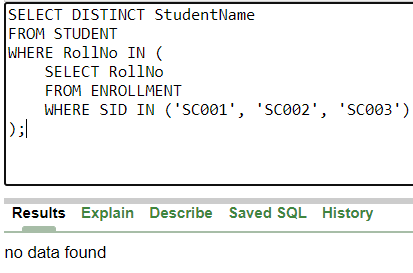 SELECT DISTINCT StudentName
FROM STUDENT
WHERE RollNo IN (
    SELECT RollNo
    FROM ENROLLMENT
    WHERE SID IN ('SC001', 'SC002', 'SC003')
);
Results Explain Describe Saved SQL History
no data found